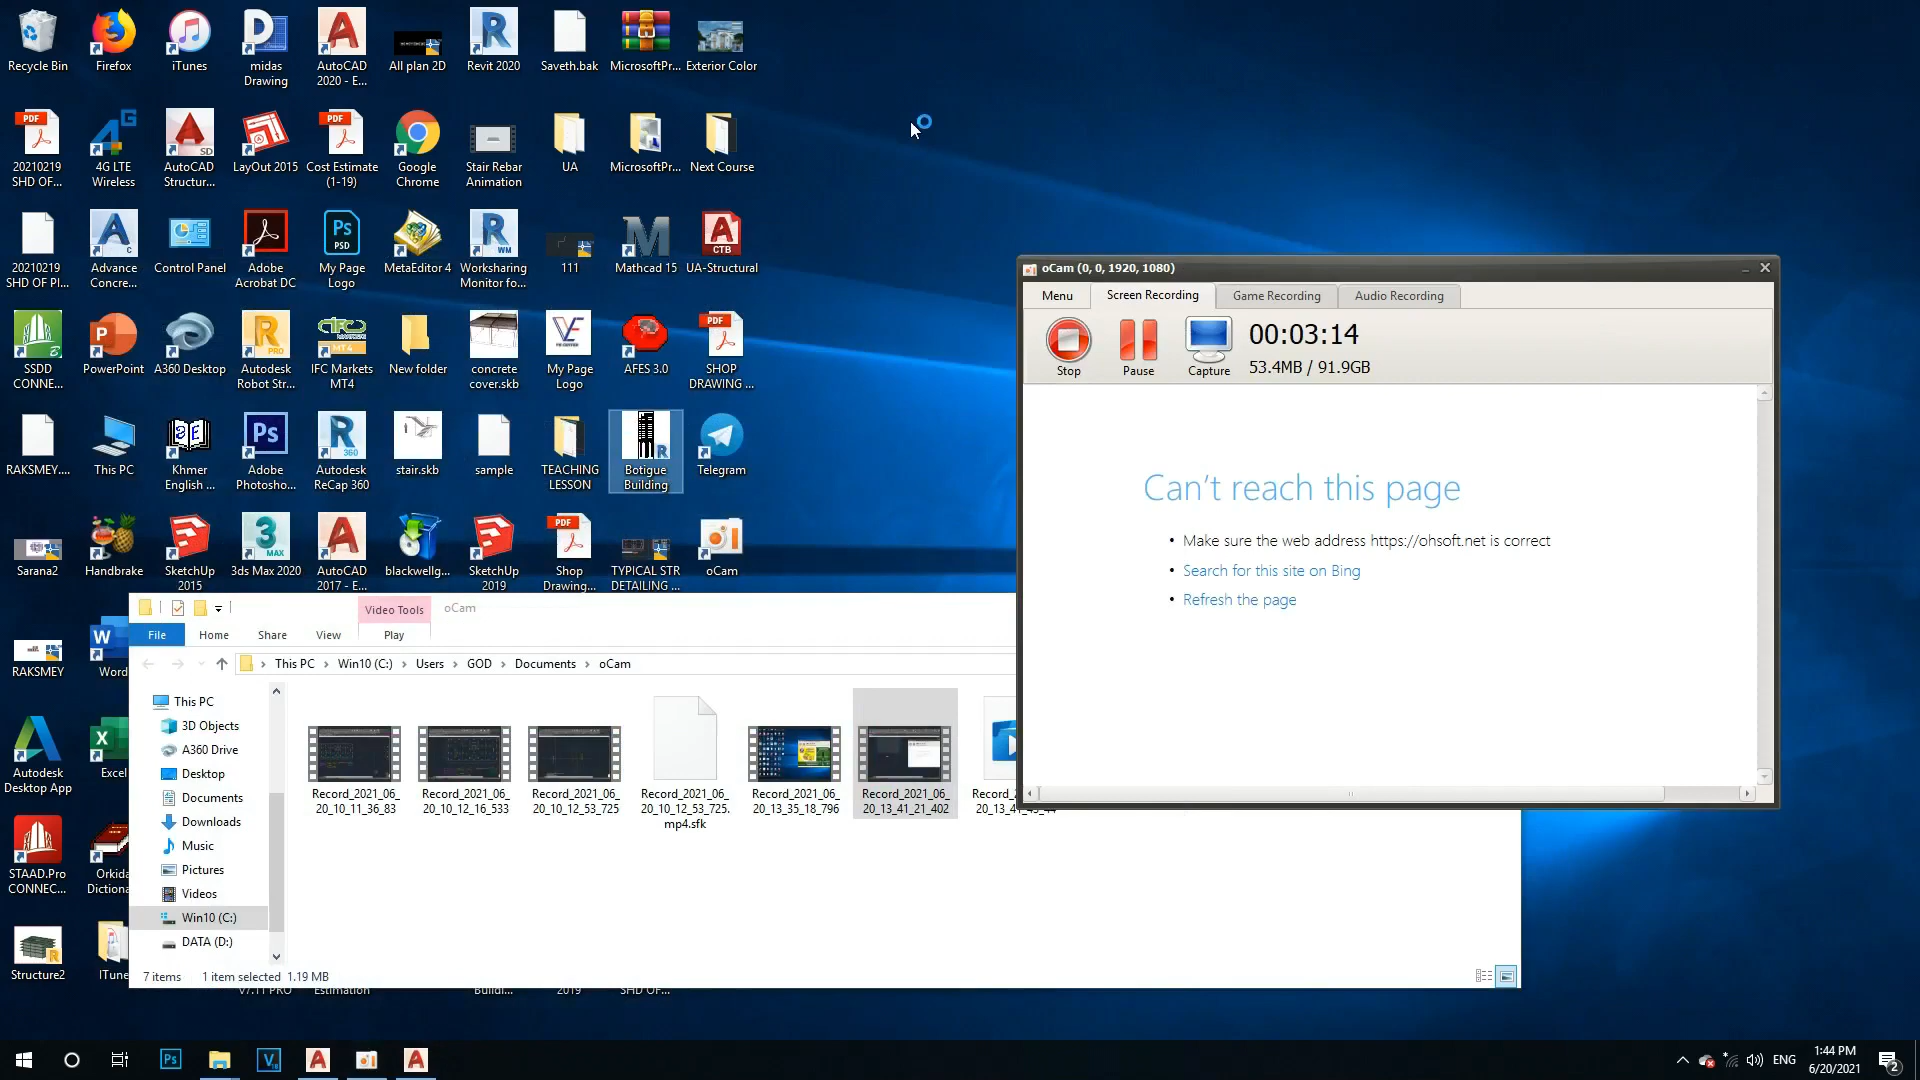 Recycle Bin
Firefox
iTunes
midas
Drawing
AutoCAD
2020 - E...
All plan 2D
Revit 2020
Saveth.bak
MicrosoftPr...
Exterior Color
20210219
SHD OF...
4G LTE
Wireless
AutoCAD
Structur...
LayOut 2015
Cost Estimate
(1-19)
Google
Chrome
Stair Rebar
Animation
UA
MicrosoftPr...
Next Course
20210219
SHD OF Pl...
Advance
Concre...
Control Panel
Adobe
Acrobat DC
My Page
Logo
MetaEditor 4
Worksharing
Monitor fo...
111
Mathcad 15
UA-Structural
SSDD
CONNE...
PowerPoint
A360 Desktop
Autodesk
Robot Str...
IFC Markets
MT4
New folder
concrete
cover.skb
My Page
Logo
AFES 3.0
SHOP
DRAWING ...
RAKSMEY....
This PC
Khmer
English ...
Adobe
Photosho...
Autodesk
ReCap 360
stair.skb
sample
TEACHING
LESSON
Botigue
Building
Telegram
Sarana2
Handbrake
SketchUp
2015
3ds Max 2020
AutoCAD
2017 - E...
blackwellg...
SketchUp
2019
Shop
Drawing...
TYPICAL STR
DETAILING ...
oCam
RAKSMEY
Word
Autodesk
Desktop App
Excel
STAAD.Pro
CONNEC...
Orkida
Dictiona
Structure2
iTune
oCam (0, 0, 1920, 1080)
Menu
Screen Recording
Game Recording
Audio Recording
Stop
Pause
Capture
00:03:14
53.4MB / 91.9GB
Can't reach this page
• Make sure the web address https://ohsoft.net is correct
• Search for this site on Bing
• Refresh the page
Video Tools
oCam
File
Home
Share
View
Play
This PC
Win10 (C:)
Users
GOD
Documents
oCam
This PC
3D Objects
A360 Drive
Desktop
Documents
Downloads
Music
Pictures
Videos
Win10 (C:)
DATA (D:)
Record_2021_06_
20_10_11_36_83
Record_2021_06_
20_10_12_16_533
Record_2021_06_
20_10_12_53_725
Record_2021_06_
20_10_12_53_725.
mp4.sfk
Record_2021_06_
20_13_35_18_796
Record_2021_06_
20_13_41_21_402
7 items
1 item selected 1.19 MB
ENG
1:44 PM
6/20/2021
2